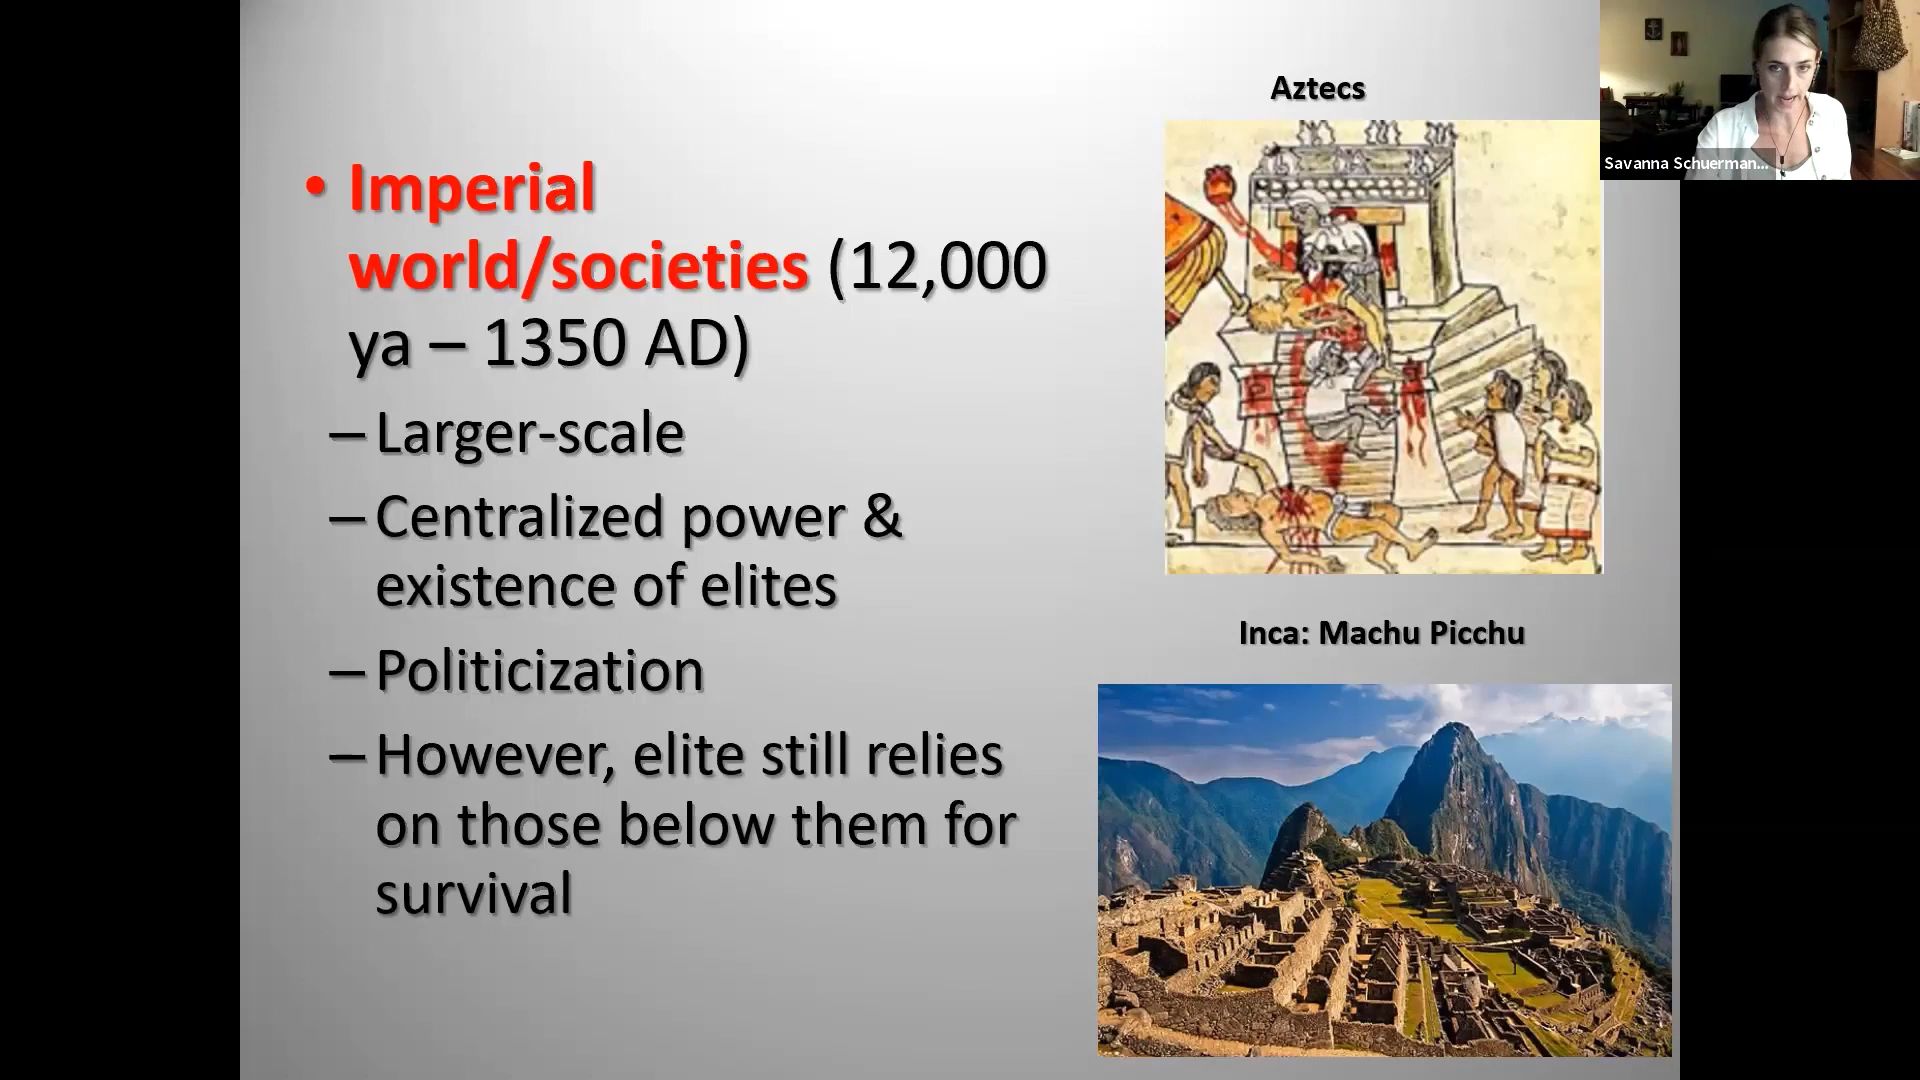 • Imperial
world/societies (12,000
ya – 1350 AD)
– Larger-scale
– Centralized power &
existence of elites
– Politicization
– However, elite still relies
on those below them for
survival
Aztecs
Inca: Machu Picchu
Savanna Schuerman...